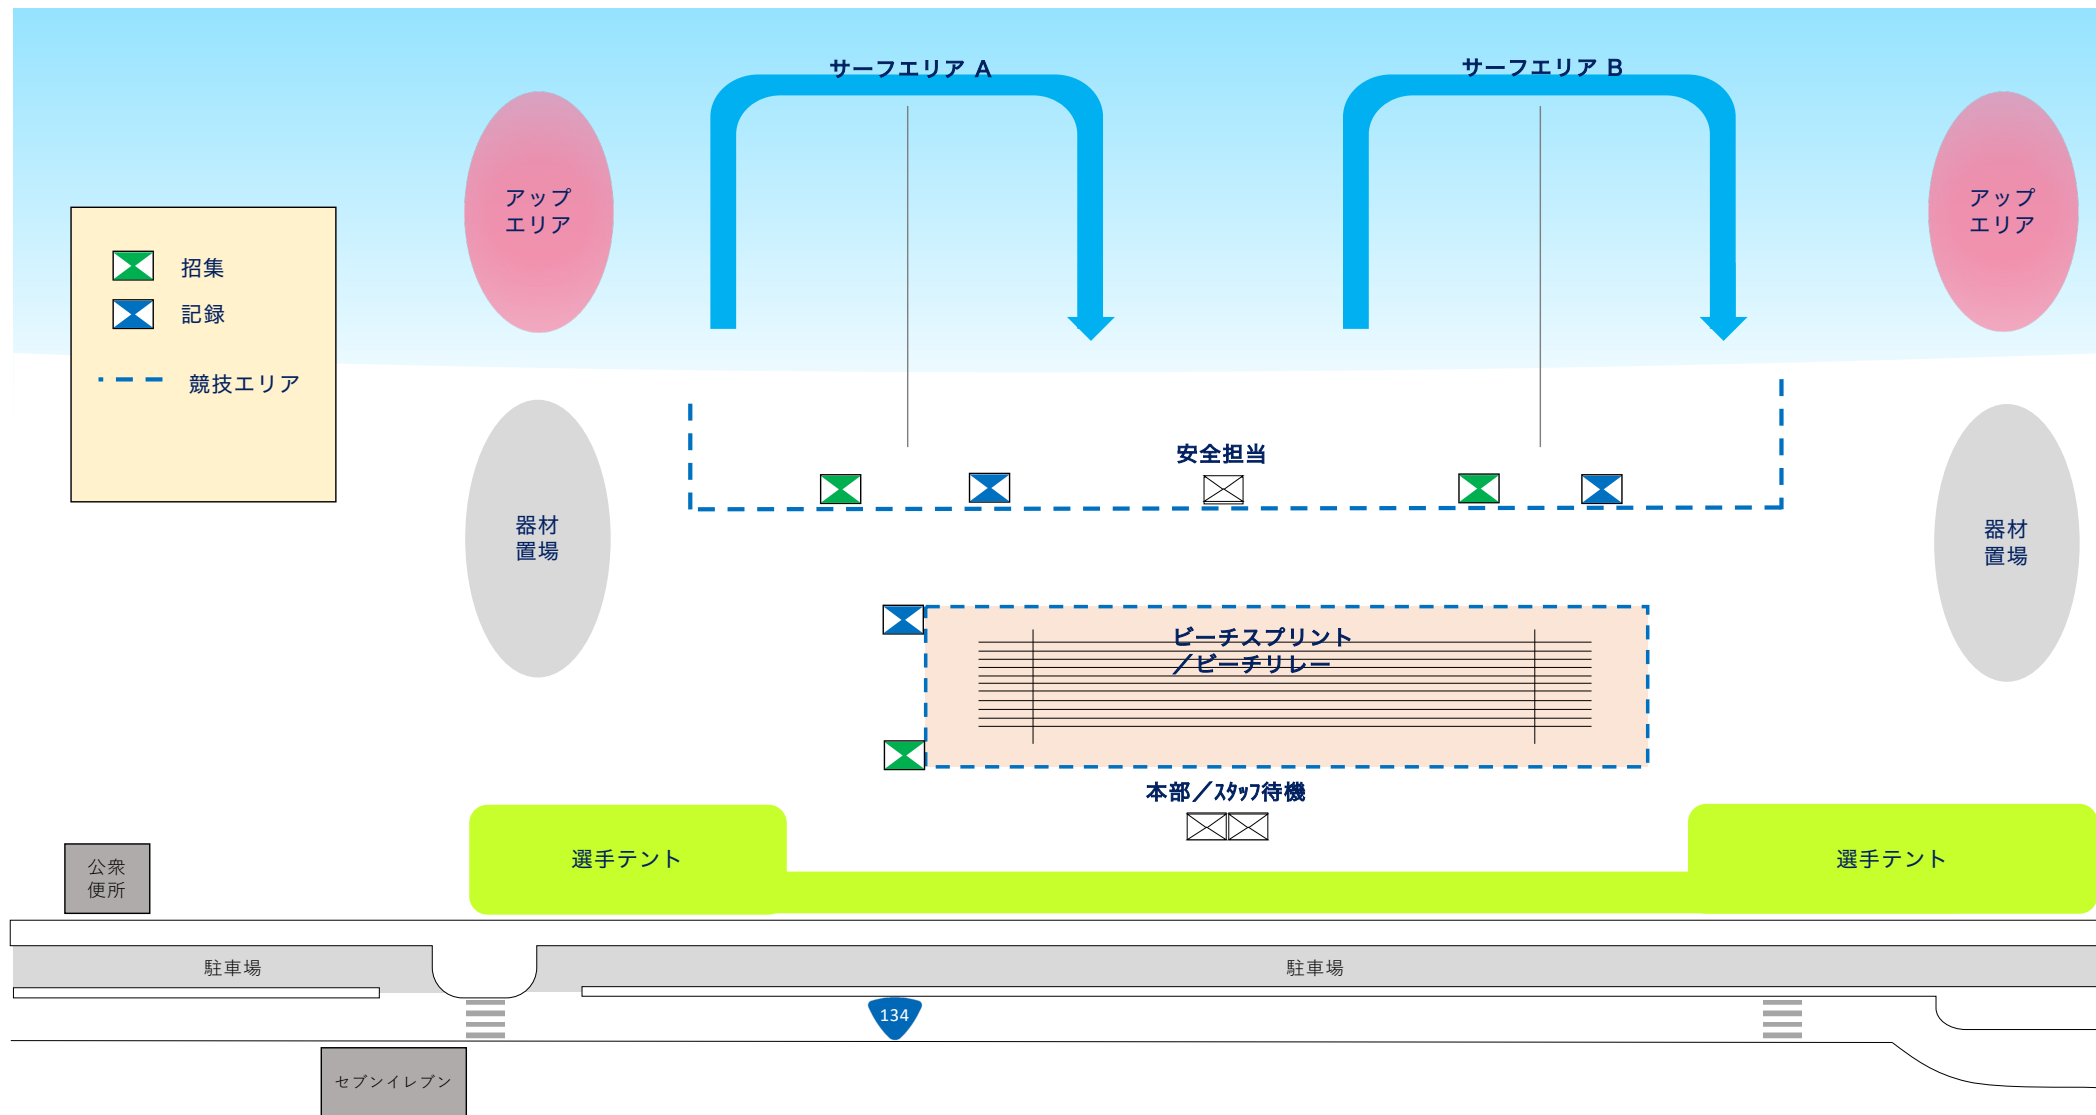 サーフエリア A
サーフエリア B
アップ
エリア
アップ
エリア
招集
記録
競技エリア
安全担当
器材
置場
器材
置場
ビーチスプリント
／ビーチリレー
本部／ｽﾀｯﾌ待機
選手テント
選手テント
公衆
便所
駐車場
駐車場
134
セブンイレブン